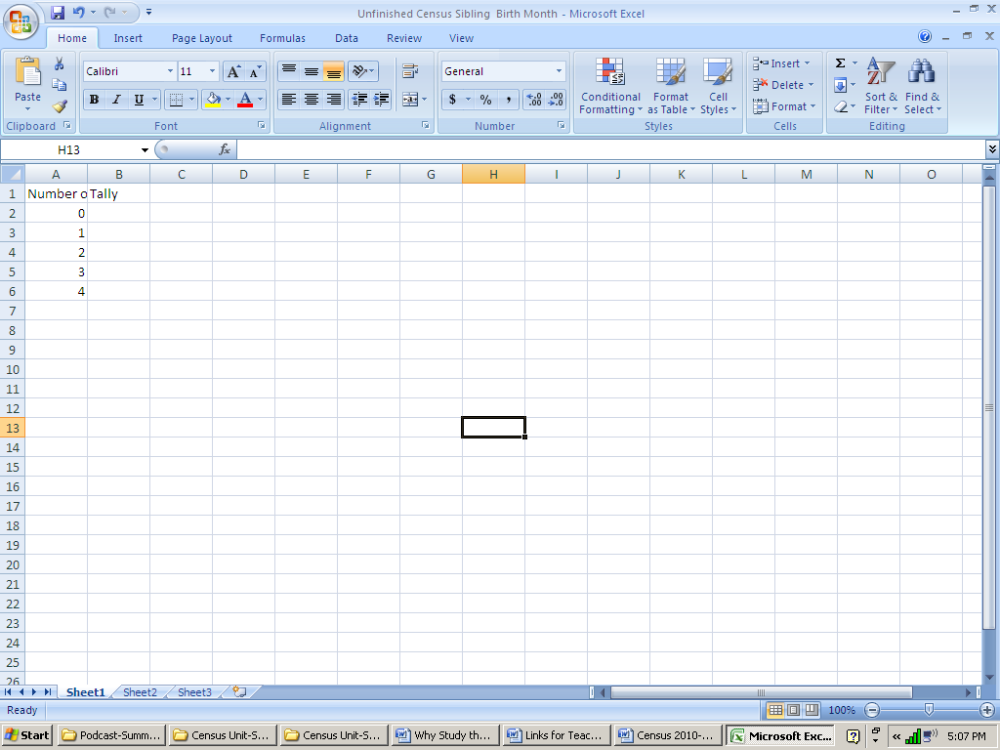 Unfinished Census Sibling  Birth Month - Microsoft Excel
Home Insert Page Layout Formulas Data Review View
Calibri 11 General Insert
Paste Conditional Formatting Format as Table Cell Styles Delete Sort & Filter Find & Select
B I U $ % , .00 .0 Format
Clipboard Font Alignment Number Styles Cells Editing
H13 fx
A B C D E F G H I J K L M N O
1 Number o Tally
2 0
3 1
4 2
5 3
6 4
7
8
9
10
11
12
13
14
15
16
17
18
19
20
21
22
23
24
25
26
Sheet1 Sheet2 Sheet3
Ready 100%
Start Podcast-Summ... Census Unit-S... Census Unit-S... Why Study th... Links for Teac... Census 2010-... Microsoft Exc... 5:07 PM